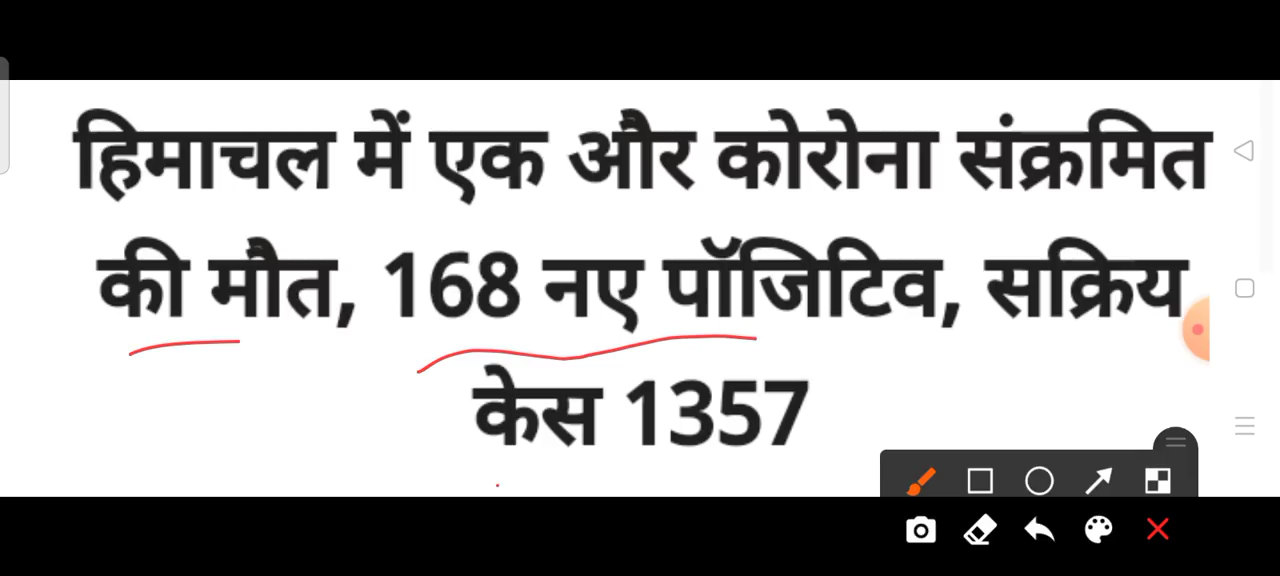 हिमाचल में एक और कोरोना संक्रमित
की मौत, 168 नए पॉजिटिव, सक्रिय
केस 1357